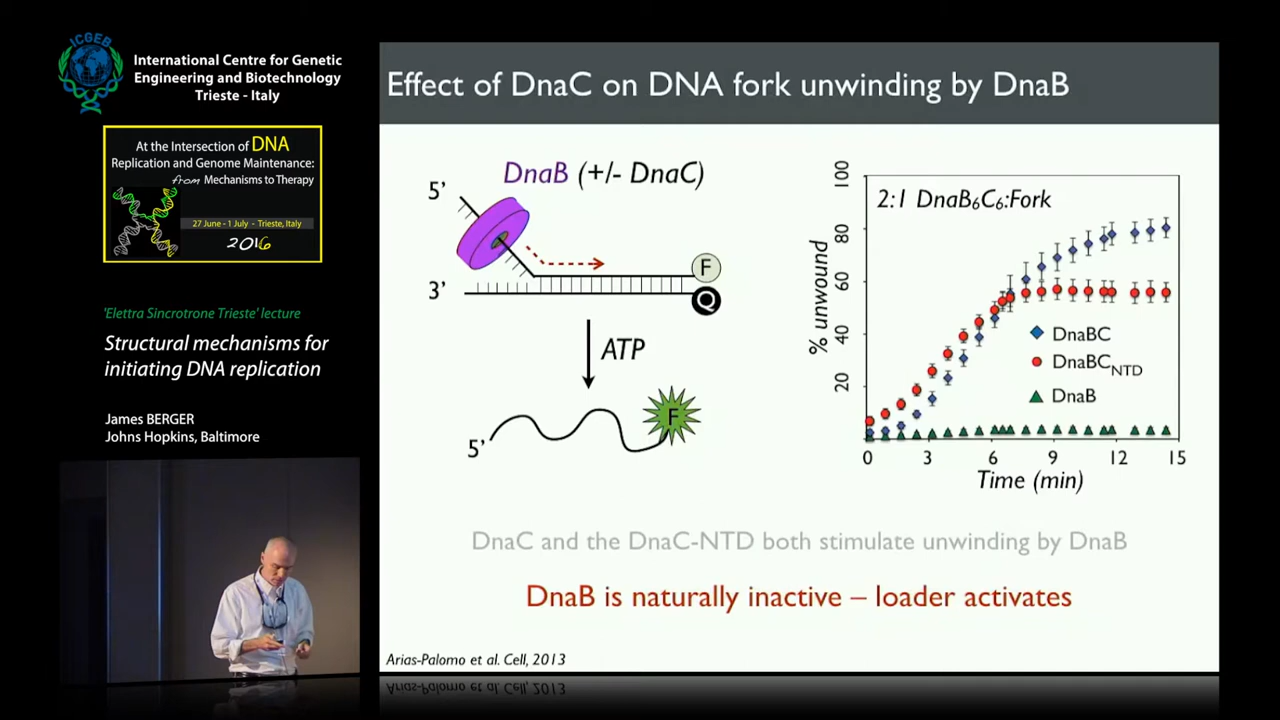 ICGEB
International Centre for Genetic
Engineering and Biotechnology
Trieste - Italy
At the Intersection of DNA
Replication and Genome Maintenance:
from Mechanisms to Therapy
27 June - 1 July - Trieste, Italy
2016
'Elettra Sincrotrone Trieste' lecture
Structural mechanisms for
initiating DNA replication
James BERGER
Johns Hopkins, Baltimore
Effect of DnaC on DNA fork unwinding by DnaB
DnaB (+/- DnaC)
5'
F
3'
Q
ATP
F
5'
% unwound
100
80
60
40
20
2:1 DnaB6C6:Fork
DnaBC
DnaBCNTD
DnaB
0 3 6 9 12 15
Time (min)
DnaC and the DnaC-NTD both stimulate unwinding by DnaB
DnaB is naturally inactive – loader activates
Arias-Palomo et al. Cell, 2013